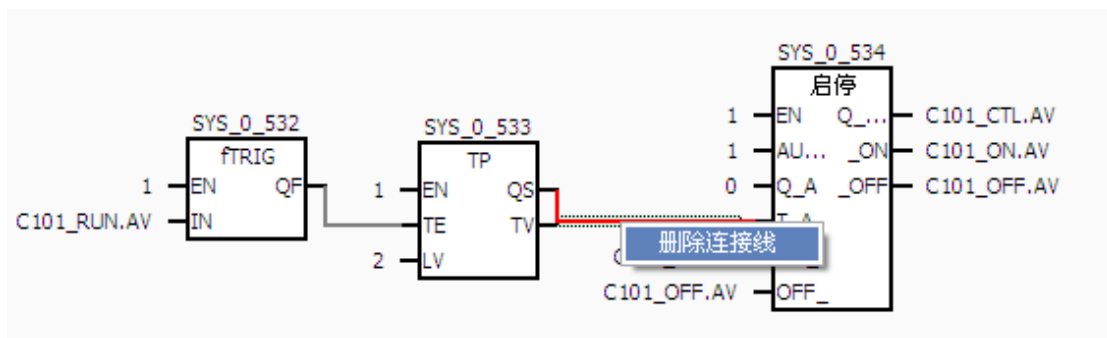 SYS_0_534
启停
1 EN Q_... C101_CTL.AV
SYS_0_532
SYS_0_533
fTRIG
TP
1 AU... _ON C101_ON.AV
1 EN QF
1 EN QS
0 Q_A _OFF C101_OFF.AV
C101_RUN.AV IN
TE TV
删除连接线
2 LV
C101_OFF.AV OFF_